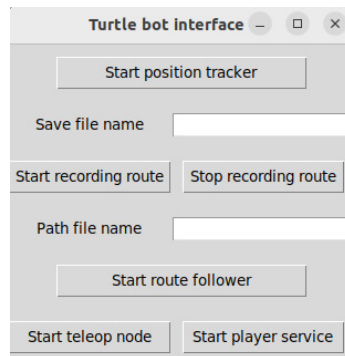 Turtle bot interface
Start position tracker
Save file name
Start recording route Stop recording route
Path file name
Start route follower
Start teleop node Start player service